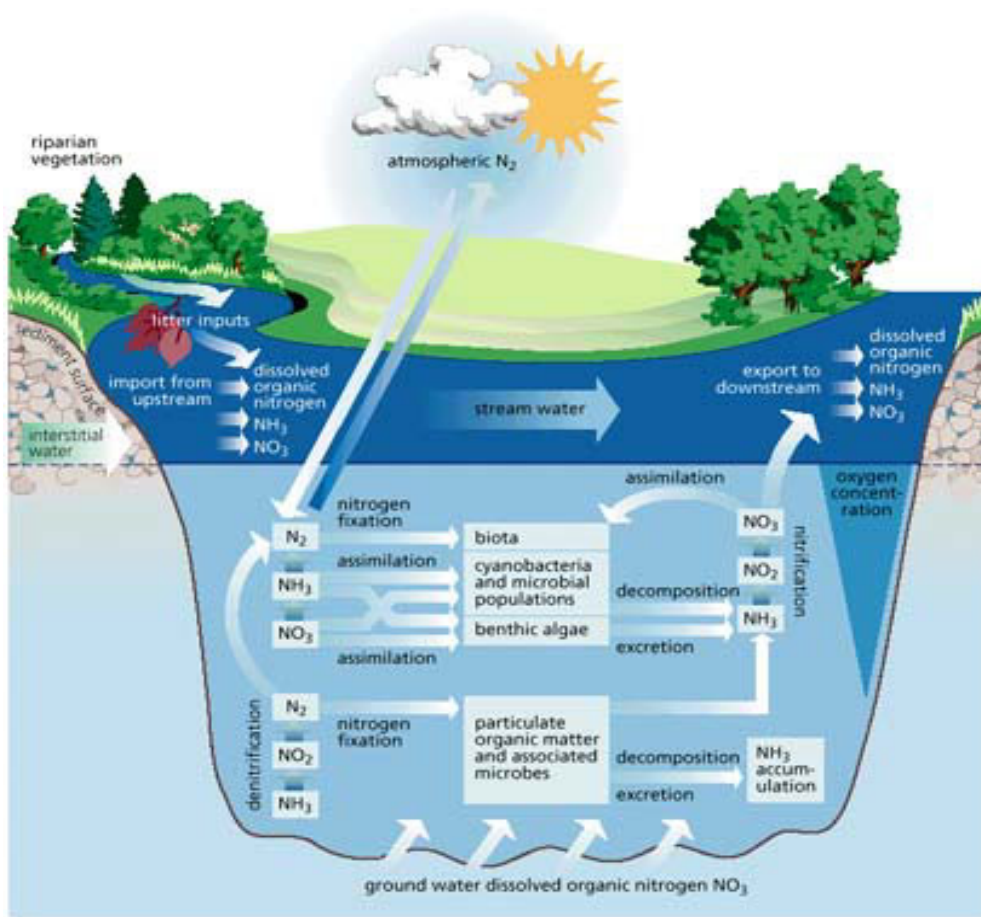 riparian
vegetation
atmospheric N₂
litter inputs
sediment surface
import from
upstream
dissolved
organic
nitrogen
NH₃
NO₃
interstitial
water
stream water
export to
downstream
dissolved
organic
nitrogen
NH₃
NO₃
oxygen
concent-
ration
assimilation
nitrogen
fixation
N₂
assimilation
NH₃
NO₃
assimilation
biota
cyanobacteria
and microbial
populations
benthic algae
decomposition
excretion
NO₃
NO₂
NH₃
nitrification
denitrification
N₂
NO₂
NH₃
nitrogen
fixation
particulate
organic matter
and associated
microbes
decomposition
excretion
NH₃
accum-
ulation
ground water dissolved organic nitrogen NO₃